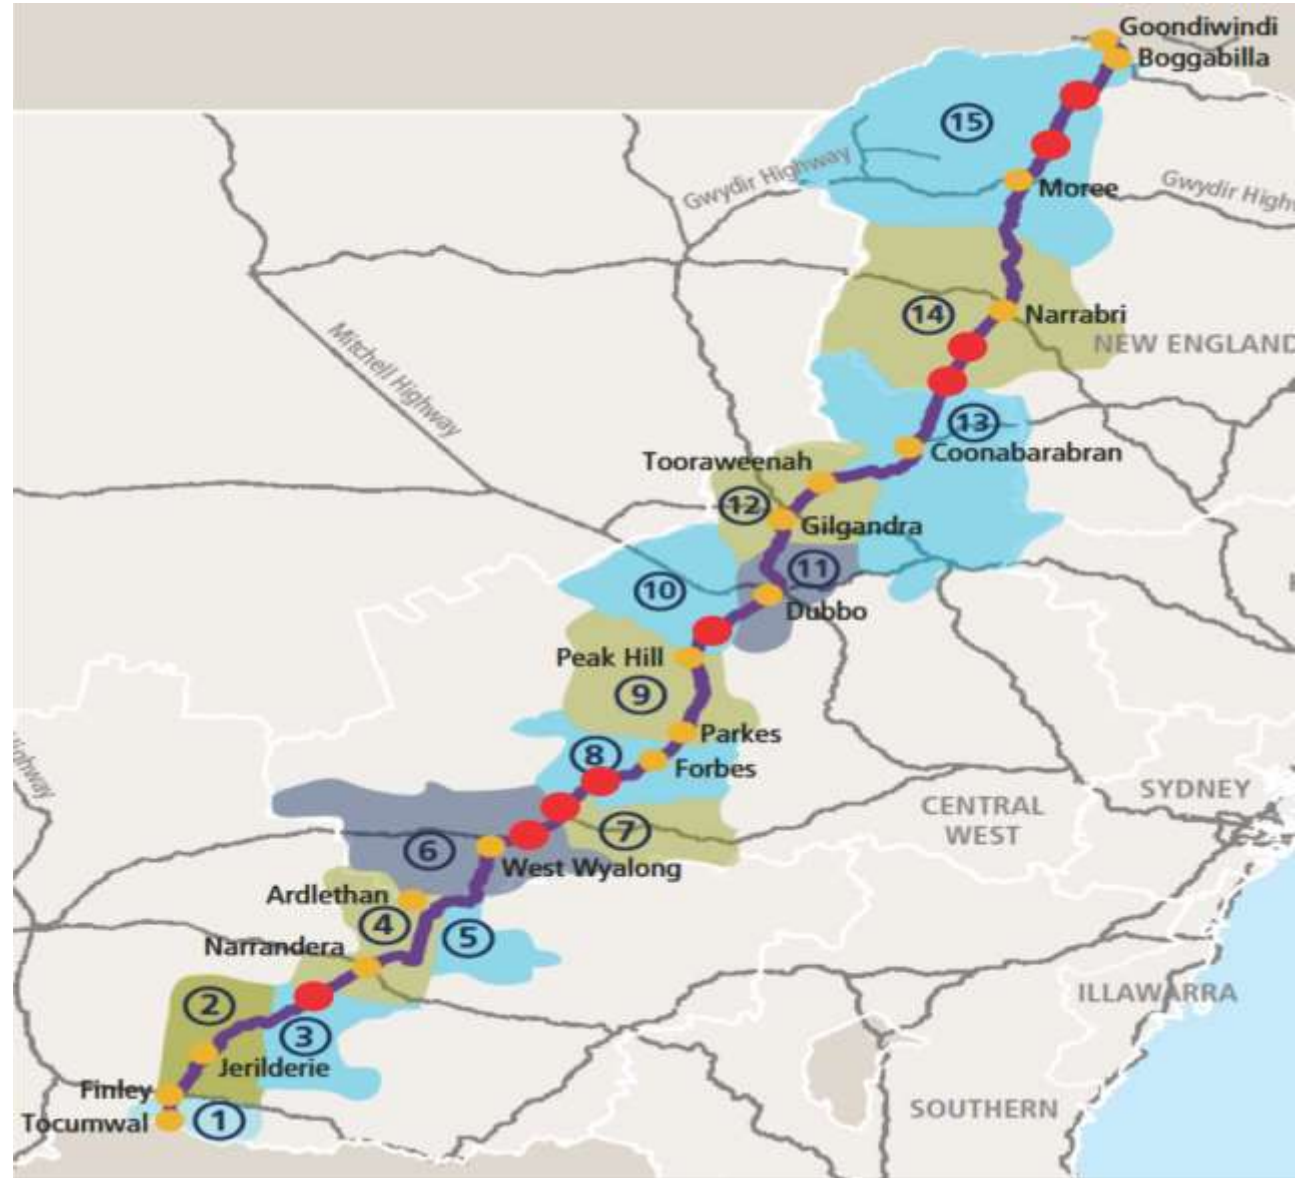 Goondiwindi
Boggabilla
15
Gwydir Highway
Moree
Gwydir High
14
Narrabri
NEW ENGLAND
Mitchell Highway
13
Coonabarabran
Tooraweenah
12
Gilgandra
11
10
Dubbo
Peak Hill
9
Parkes
8
Forbes
Highway
SYDNEY
CENTRAL
WEST
7
6
West Wyalong
Ardlethan
4
5
Narrandera
ILLAWARRA
2
3
Jerilderie
Finley
SOUTHERN
1
Tocumwal